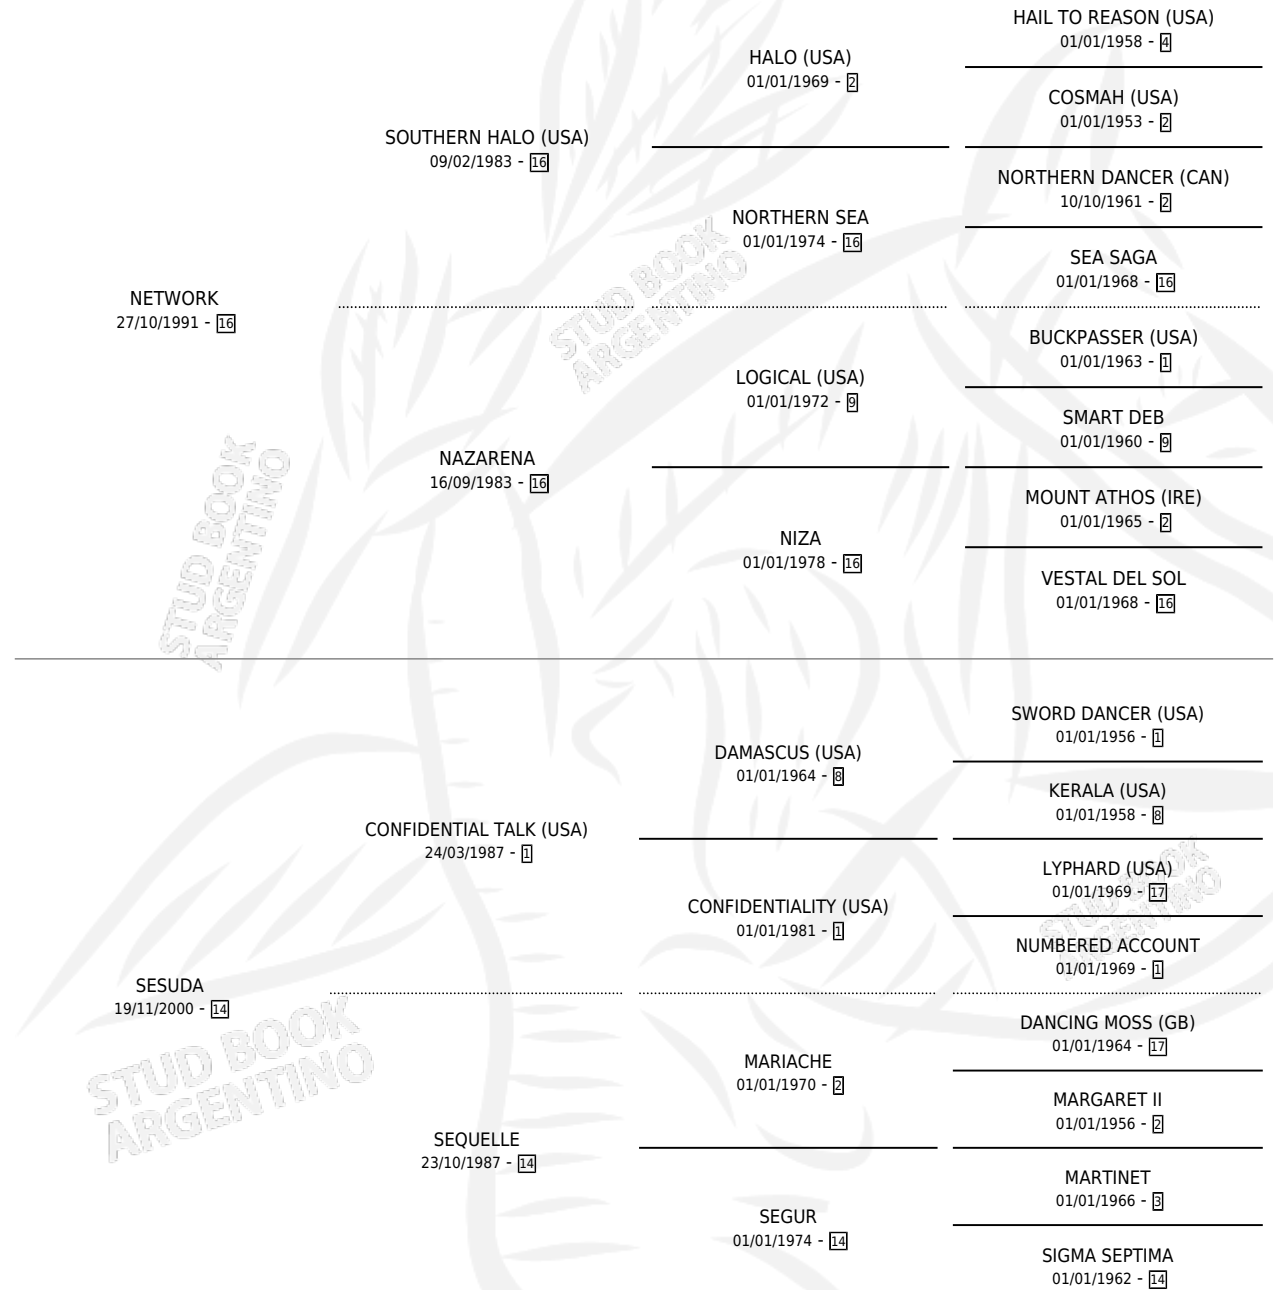 HAIL TO REASON (USA)
01/01/1958 - 4
HALO (USA)
01/01/1969 - 2
COSMAH (USA)
01/01/1953 - 2
SOUTHERN HALO (USA)
09/02/1983 - 16
NORTHERN DANCER (CAN)
10/10/1961 - 2
NORTHERN SEA
01/01/1974 - 16
SEA SAGA
01/01/1968 - 16
NETWORK
27/10/1991 - 16
STUD BOOK
ARGENTINO
BUCKPASSER (USA)
01/01/1963 - 1
LOGICAL (USA)
01/01/1972 - 9
SMART DEB
01/01/1960 - 9
NAZARENA
16/09/1983 - 16
MOUNT ATHOS (IRE)
01/01/1965 - 2
NIZA
01/01/1978 - 16
VESTAL DEL SOL
01/01/1968 - 16
STUD BOOK
ARGENTINO
SWORD DANCER (USA)
01/01/1956 - 1
DAMASCUS (USA)
01/01/1964 - 8
KERALA (USA)
01/01/1958 - 8
CONFIDENTIAL TALK (USA)
24/03/1987 - 1
LYPHARD (USA)
01/01/1969 - 17
CONFIDENTIALITY (USA)
01/01/1981 - 1
STUD BOOK
ARGENTINO
NUMBERED ACCOUNT
01/01/1969 - 1
SESUDA
19/11/2000 - 14
STUD BOOK
ARGENTINO
DANCING MOSS (GB)
01/01/1964 - 17
MARIACHE
01/01/1970 - 2
MARGARET II
01/01/1956 - 2
SEQUELLE
23/10/1987 - 14
MARTINET
01/01/1966 - 3
SEGUR
01/01/1974 - 14
SIGMA SEPTIMA
01/01/1962 - 14